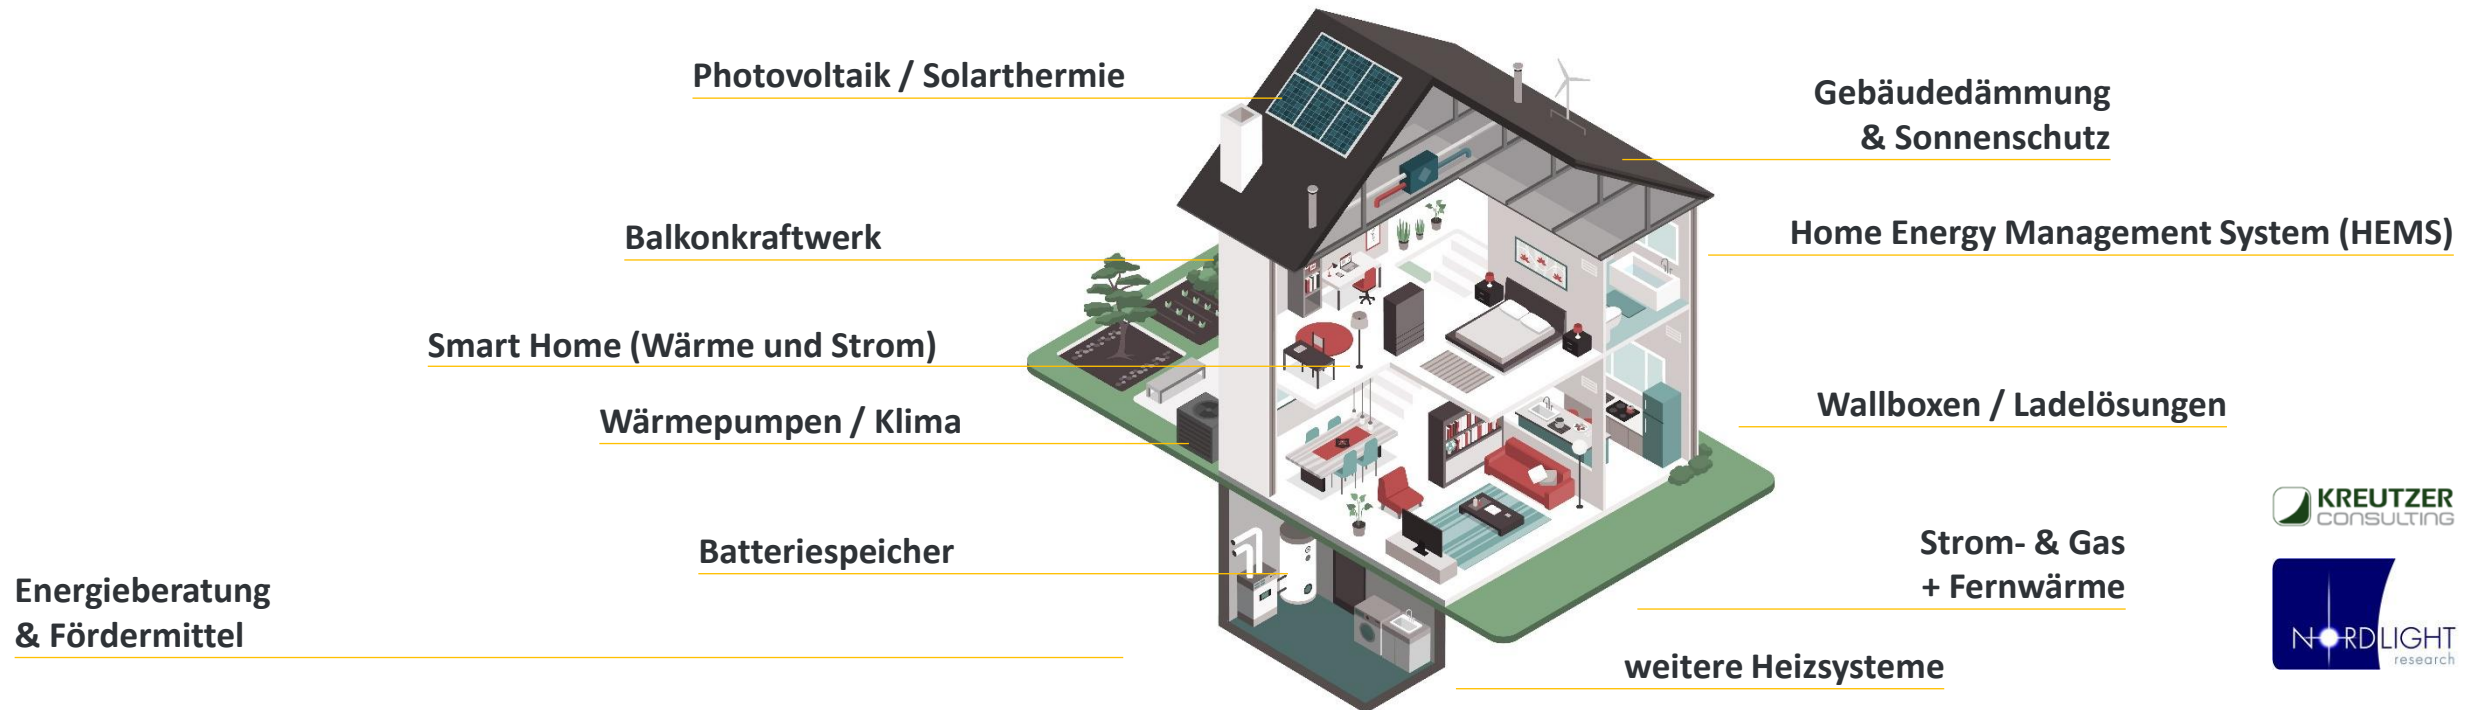 Photovoltaik / Solarthermie
Balkonkraftwerk
Smart Home (Wärme und Strom)
Wärmepumpen / Klima
Batteriespeicher
Energieberatung
& Fördermittel
Gebäudedämmung
& Sonnenschutz
Home Energy Management System (HEMS)
Wallboxen / Ladelösungen
Strom- & Gas
+ Fernwärme
weitere Heizsysteme
KREUTZER
CONSULTING
NORDLIGHT
research